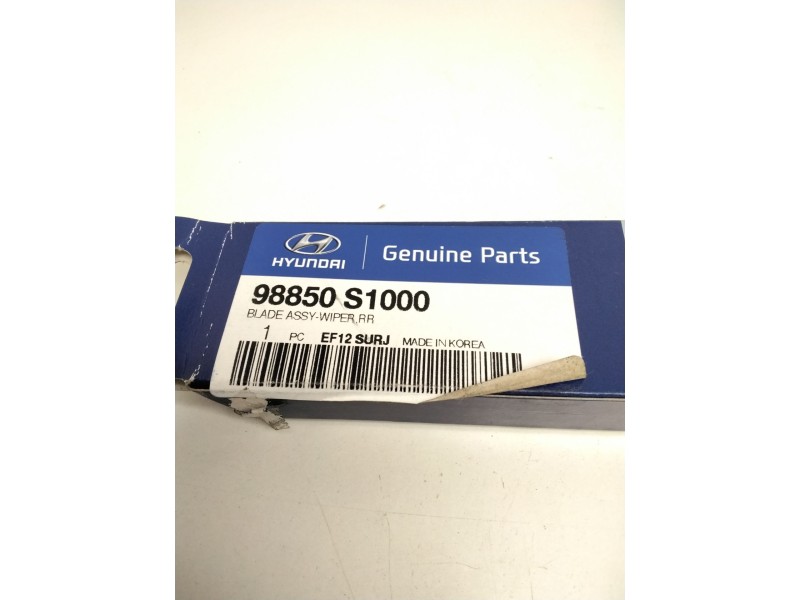 HYUNDAI
Genuine Parts
98850 S1000
BLADE ASSY-WIPER,RR
1 PC EF12 SURJ MADE IN KOREA